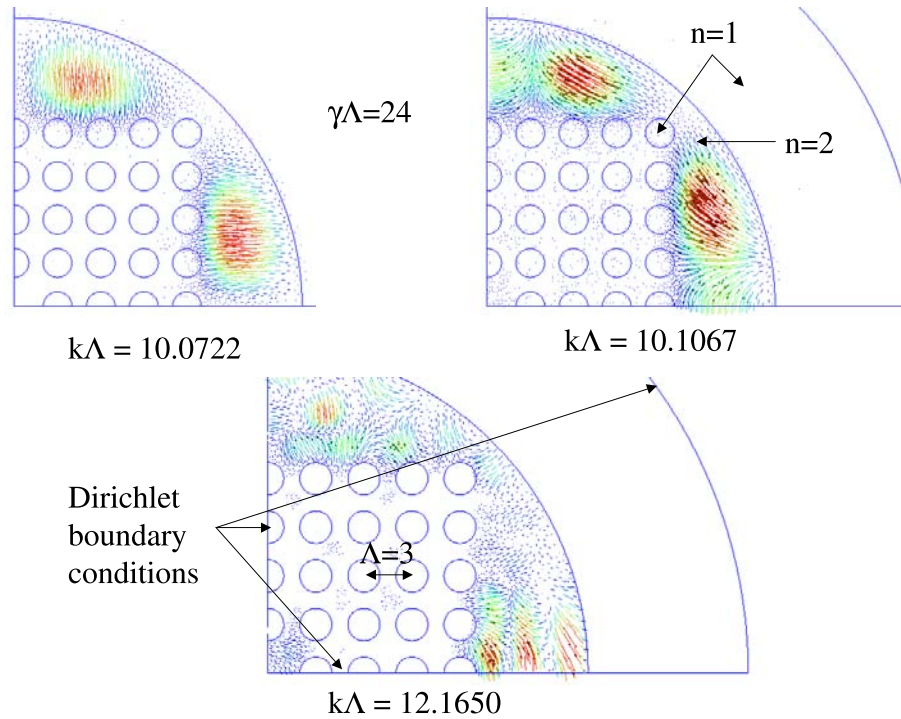 n=1
γΛ=24
n=2
kΛ = 10.0722
kΛ = 10.1067
Dirichlet
boundary
conditions
Λ=3
kΛ = 12.1650